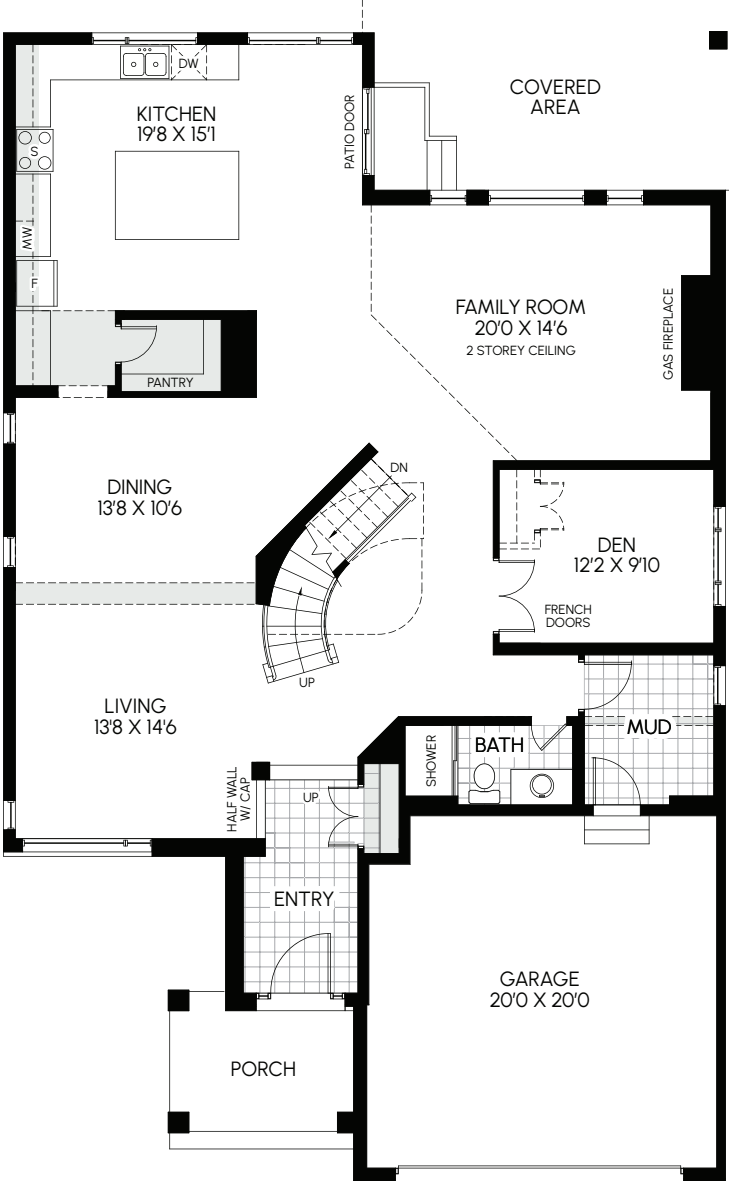 DW
COVERED
AREA
KITCHEN
19'8 X 15'1
PATIO DOOR
S
MW
F
FAMILY ROOM
20'0 X 14'6
2 STOREY CEILING
GAS FIREPLACE
PANTRY
DN
DINING
13'8 X 10'6
DEN
12'2 X 9'10
FRENCH
DOORS
UP
LIVING
13'8 X 14'6
MUD
BATH
SHOWER
HALF WALL
W/ CAP
UP
ENTRY
GARAGE
20'0 X 20'0
PORCH